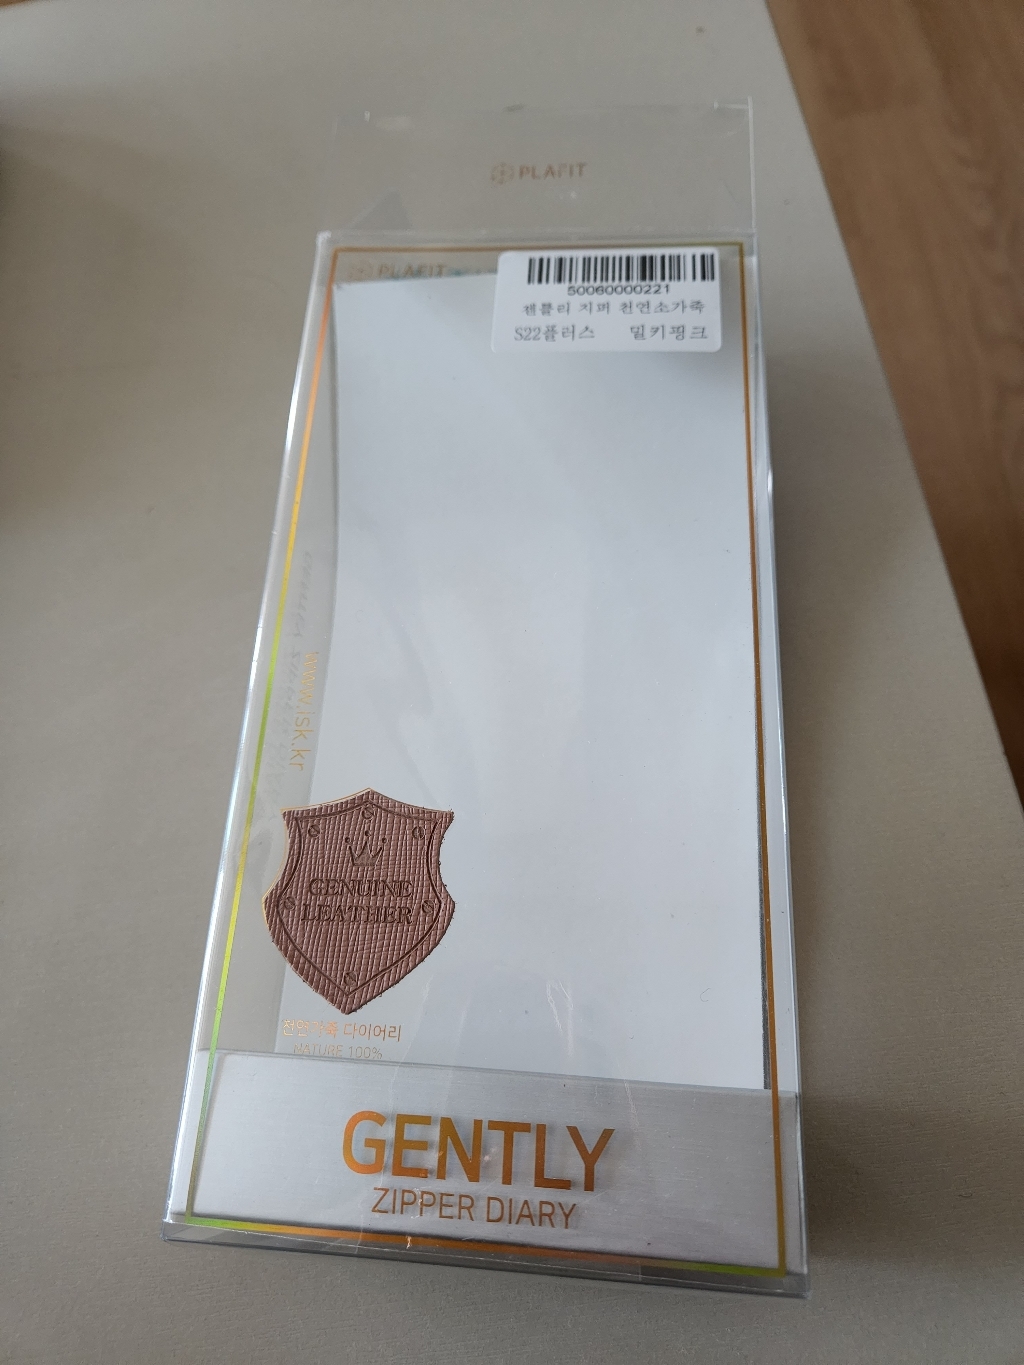 PLAFIT
PLAFIT
50060000221
젠틀리 지퍼 천연소가죽
S22플러스 밀키핑크
www.isk.kr
GENUINE
LEATHER
천연가죽 다이어리
NATURE 100%
GENTLY
ZIPPER DIARY